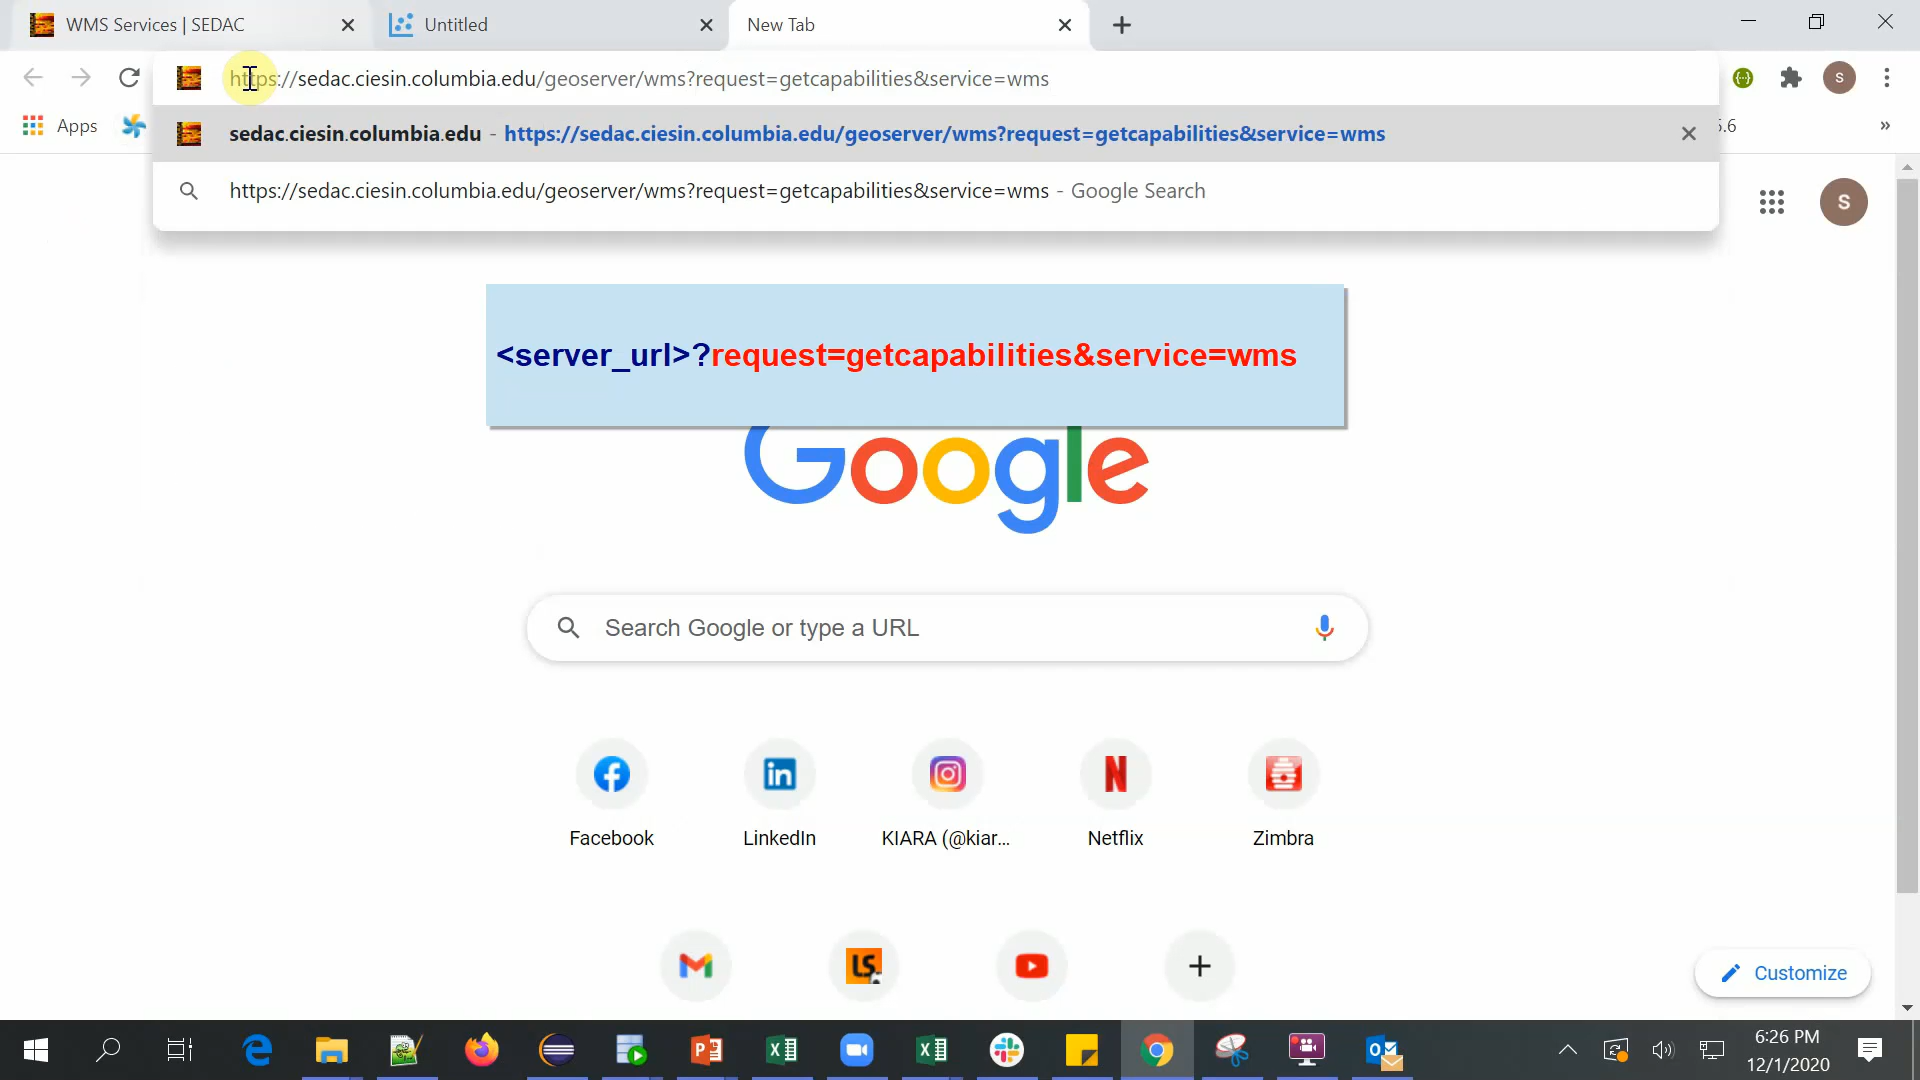 WMS Services | SEDAC
Untitled
New Tab
https://sedac.ciesin.columbia.edu/geoserver/wms?request=getcapabilities&service=wms
S
sedac.ciesin.columbia.edu - https://sedac.ciesin.columbia.edu/geoserver/wms?request=getcapabilities&service=wms
Apps
5.6
»
https://sedac.ciesin.columbia.edu/geoserver/wms?request=getcapabilities&service=wms - Google Search
S
<server_url>?request=getcapabilities&service=wms
Google
Search Google or type a URL
Facebook
LinkedIn
KIARA (@kiar...
Netflix
Zimbra
LS
Customize
6:26 PM
12/1/2020